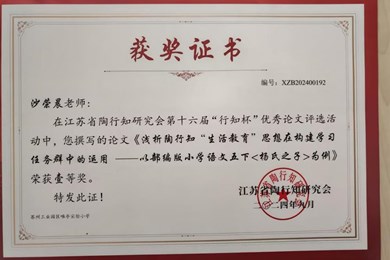 获奖证书
编号：XZB202400192
沙荣晨老师：
在江苏省陶行知研究会第十六届“行知杯”优秀论文评选活
动中，您撰写的论文《浅析陶行知“生活教育”思想在构建学习
任务群中的运用 ——以部编版小学语文五下<杨氏之子>为例》
荣获壹等奖。
特发此证！
江苏省陶行知研究会
二〇二四年九月